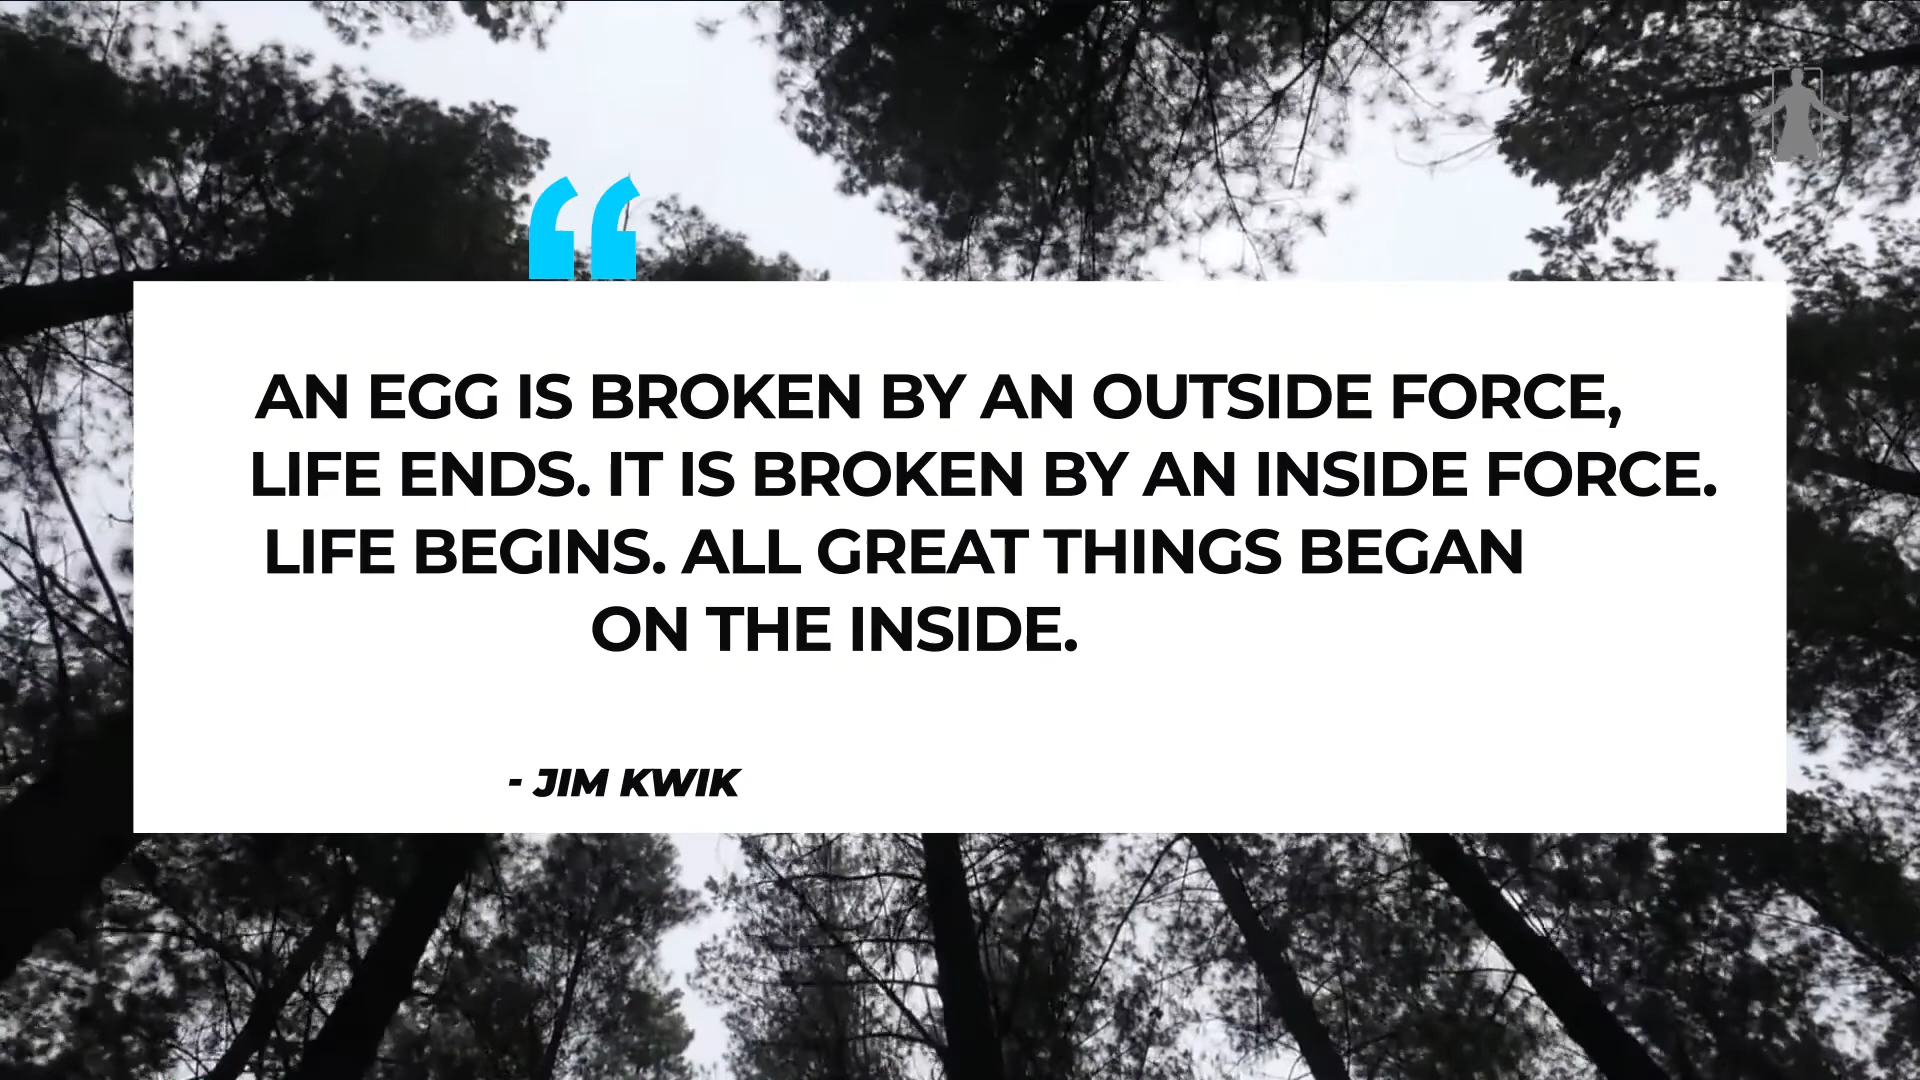 AN EGG IS BROKEN BY AN OUTSIDE FORCE,
LIFE ENDS. IT IS BROKEN BY AN INSIDE FORCE.
LIFE BEGINS. ALL GREAT THINGS BEGAN
ON THE INSIDE.
- JIM KWIK